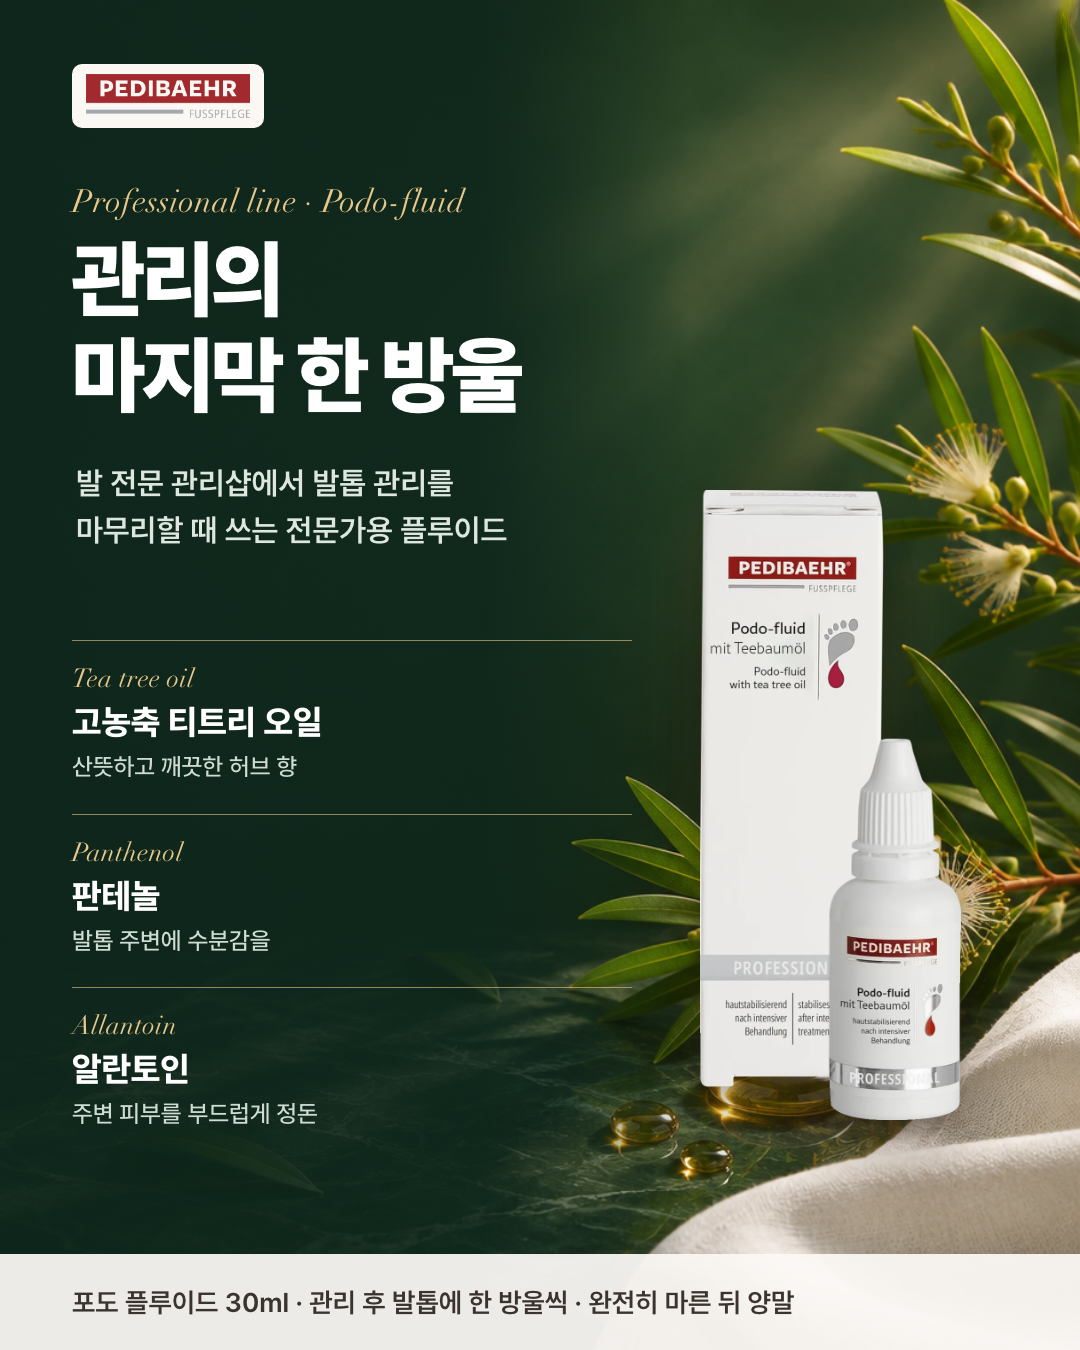 PEDIBAEHR
FUSSPFLEGE
Professional line · Podo-fluid
관리의
마지막 한 방울
발 전문 관리샵에서 발톱 관리를
마무리할 때 쓰는 전문가용 플루이드
Tea tree oil
고농축 티트리 오일
산뜻하고 깨끗한 허브 향
Panthenol
판테놀
발톱 주변에 수분감을
Allantoin
알란토인
주변 피부를 부드럽게 정돈
PEDIBAEHR®
FUSSPFLEGE
Podo-fluid
mit Teebaumöl
Podo-fluid
with tea tree oil
PROFESSION
hautstabilisierend
nach intensiver
Behandlung
stabilises
after inte
treatmen
PEDIBAEHR®
Podo-fluid
mit Teebaumöl
hautstabilisierend
nach intensiver
Behandlung
PROFESSIONAL
포도 플루이드 30ml · 관리 후 발톱에 한 방울씩 · 완전히 마른 뒤 양말